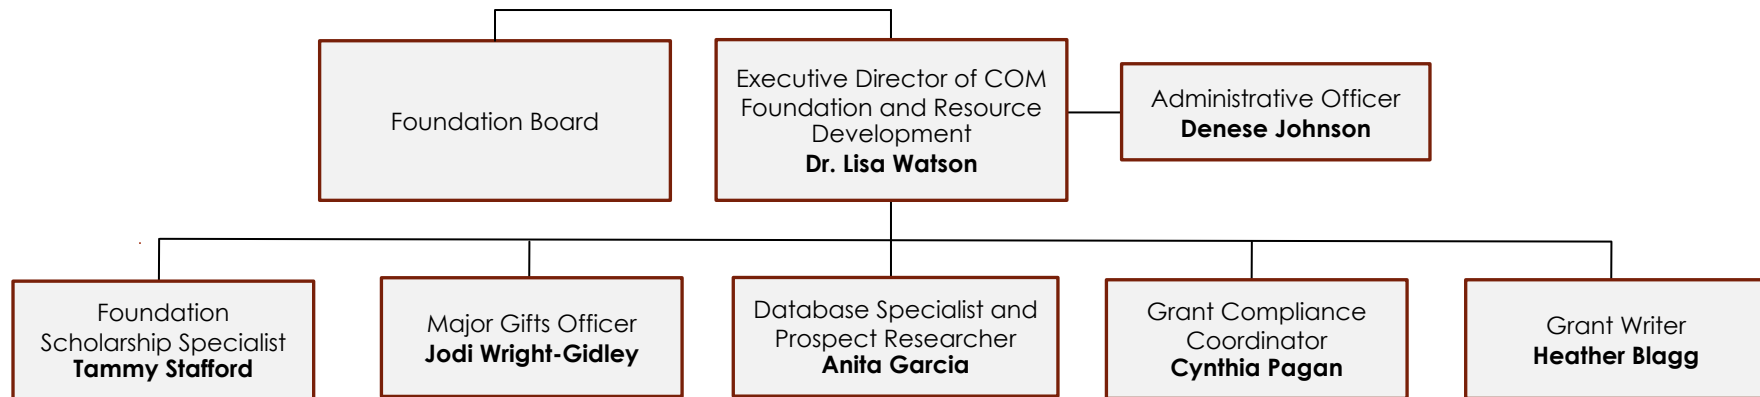 Foundation Board
Executive Director of COM
Foundation and Resource
Development
Dr. Lisa Watson
Administrative Officer
Denese Johnson
Foundation
Scholarship Specialist
Tammy Stafford
Major Gifts Officer
Jodi Wright-Gidley
Database Specialist and
Prospect Researcher
Anita Garcia
Grant Compliance
Coordinator
Cynthia Pagan
Grant Writer
Heather Blagg